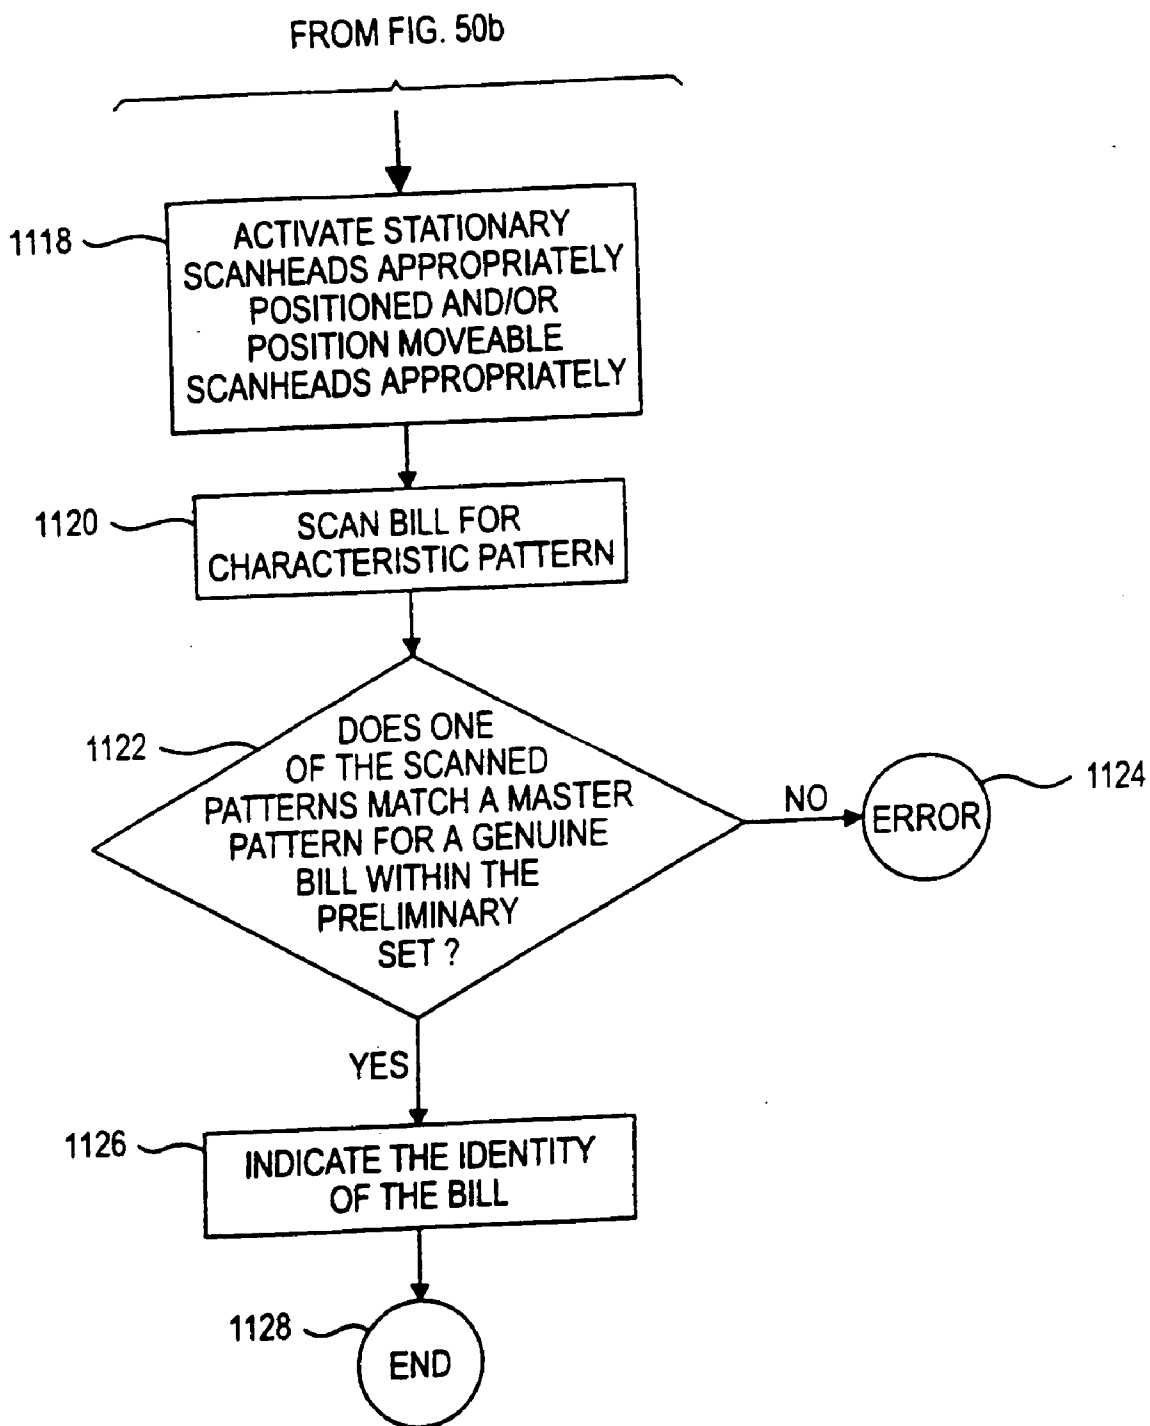 FROM FIG. 50b
1118
ACTIVATE STATIONARY
SCANHEADS APPROPRIATELY
POSITIONED AND/OR
POSITION MOVEABLE
SCANHEADS APPROPRIATELY
1120
SCAN BILL FOR
CHARACTERISTIC PATTERN
1122
DOES ONE
OF THE SCANNED
PATTERNS MATCH A MASTER
PATTERN FOR A GENUINE
BILL WITHIN THE
PRELIMINARY
SET ?
NO
ERROR
1124
YES
1126
INDICATE THE IDENTITY
OF THE BILL
1128
END